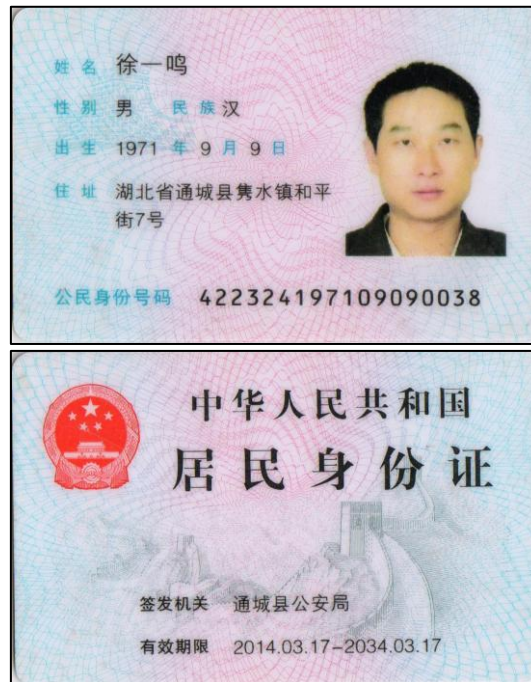 姓名 徐一鸣
性别 男 民族 汉
出生 1971 年 9 月 9 日
住址 湖北省通城县隽水镇和平
街7号
公民身份号码 422324197109090038
中华人民共和国
居民身份证
签发机关 通城县公安局
有效期限 2014.03.17-2034.03.17